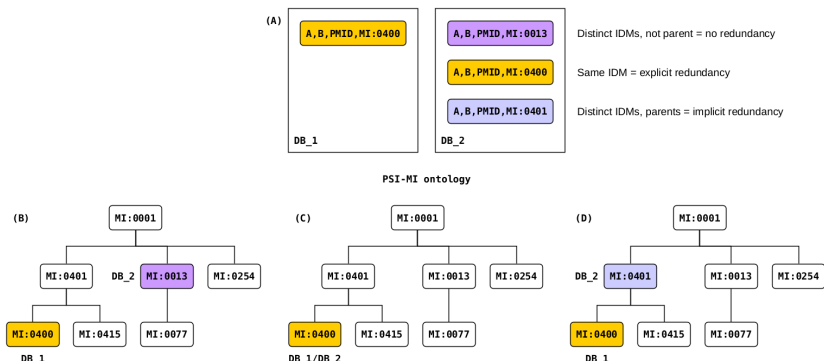 (A)
A,B,PMID,MI:0400
A,B,PMID,MI:0013
Distinct IDMs, not parent = no redundancy
A,B,PMID,MI:0400
Same IDM = explicit redundancy
A,B,PMID,MI:0401
Distinct IDMs, parents = implicit redundancy
DB_1
DB_2
PSI-MI ontology
(B)
MI:0001
MI:0401
DB_2
MI:0013
MI:0254
MI:0400
MI:0415
MI:0077
DB_1
(C)
MI:0001
MI:0401
MI:0013
MI:0254
MI:0400
MI:0415
MI:0077
DB_1/DB_2
(D)
MI:0001
DB_2
MI:0401
MI:0013
MI:0254
MI:0400
MI:0415
MI:0077
DB_1